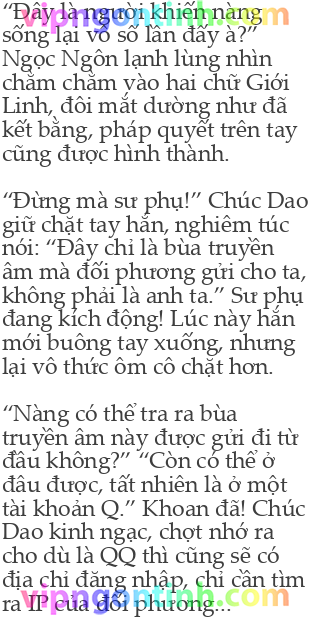 “Đây là người khiến nàng
sống lại vô số lần đấy à?”
Ngọc Ngôn lạnh lùng nhìn
chằm chằm vào hai chữ Giới
Linh, đôi mắt dường như đã
kết băng, pháp quyết trên tay
cũng được hình thành.
“Đừng mà sư phụ!” Chúc Dao
giữ chặt tay hắn, nghiêm túc
nói: “Đây chỉ là bùa truyền
âm mà đối phương gửi cho ta,
không phải là anh ta.” Sư phụ
đang kích động! Lúc này hắn
mới buông tay xuống, nhưng
lại vô thức ôm cô chặt hơn.
“Nàng có thể tra ra bùa
truyền âm này được gửi đi từ
đâu không?” “Còn có thể ở
đâu được, tất nhiên là ở một
tài khoản Q.” Khoan đã! Chúc
Dao kinh ngạc, chợt nhớ ra
cho dù là QQ thì cũng sẽ có
địa chỉ đăng nhập, chỉ cần tìm
ra IP của đối phương...
vipngontinh.com
vipngontinh.com